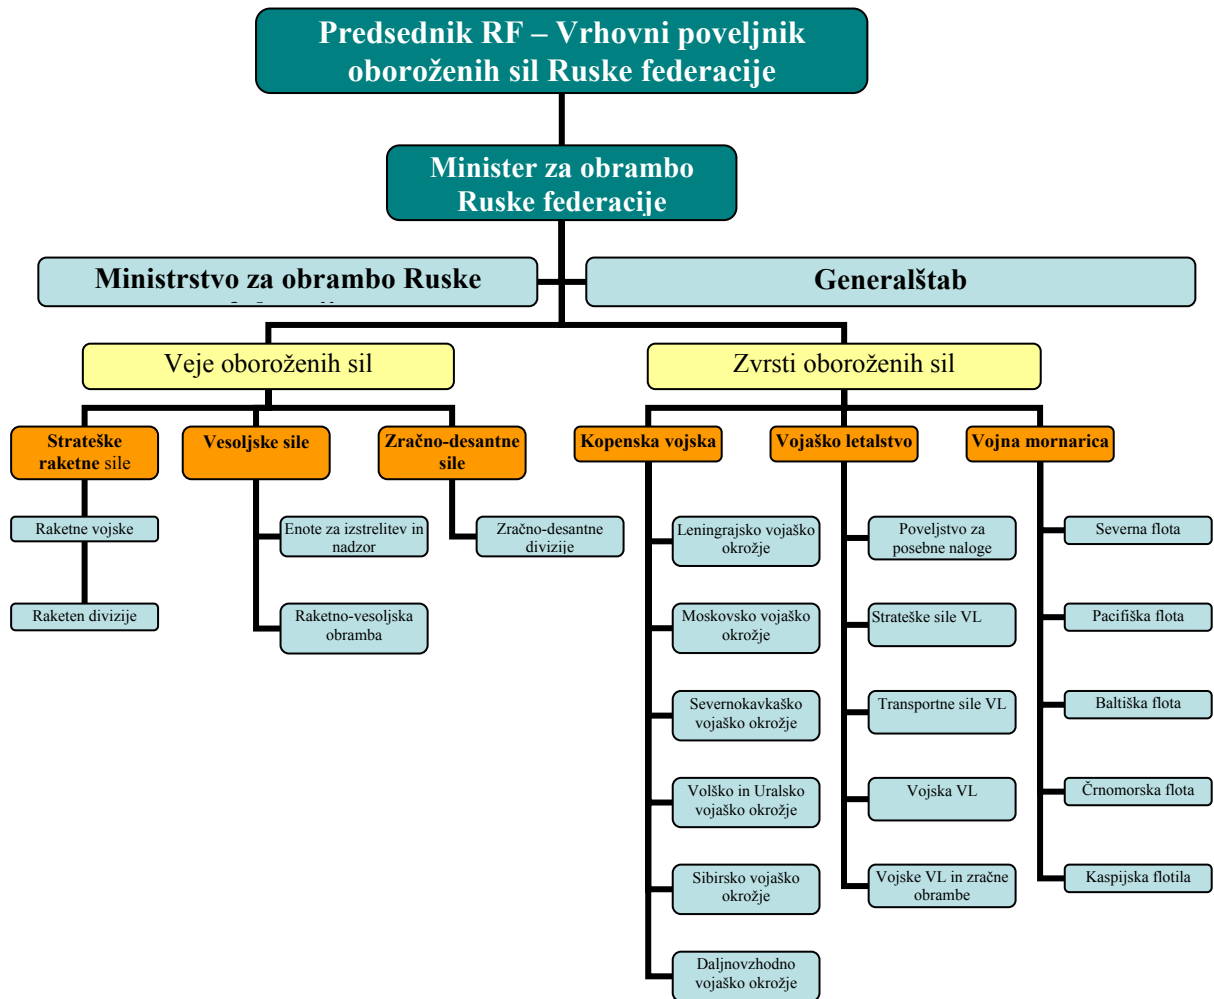 Predsednik RF – Vrhovni poveljnik
oboroženih sil Ruske federacije
Minister za obrambo
Ruske federacije
Ministrstvo za obrambo Ruske
Generalštab
Veje oboroženih sil
Zvrsti oboroženih sil
Strateške
raketne sile
Vesoljske sile
Zračno-desantne
sile
Kopenska vojska
Vojaško letalstvo
Vojna mornarica
Raketne vojske
Raketen divizije
Enote za izstrelitev in
nadzor
Raketno-vesoljska
obramba
Zračno-desantne
divizije
Leningrajsko vojaško
okrožje
Moskovsko vojaško
okrožje
Severnokavkaško
vojaško okrožje
Volško in Uralsko
vojaško okrožje
Sibirsko vojaško
okrožje
Daljnovzhodno
vojaško okrožje
Poveljstvo za
posebne naloge
Strateške sile VL
Transportne sile VL
Vojska VL
Vojske VL in zračne
obrambe
Severna flota
Pacifiška flota
Baltiška flota
Črnomorska flota
Kaspijska flotila